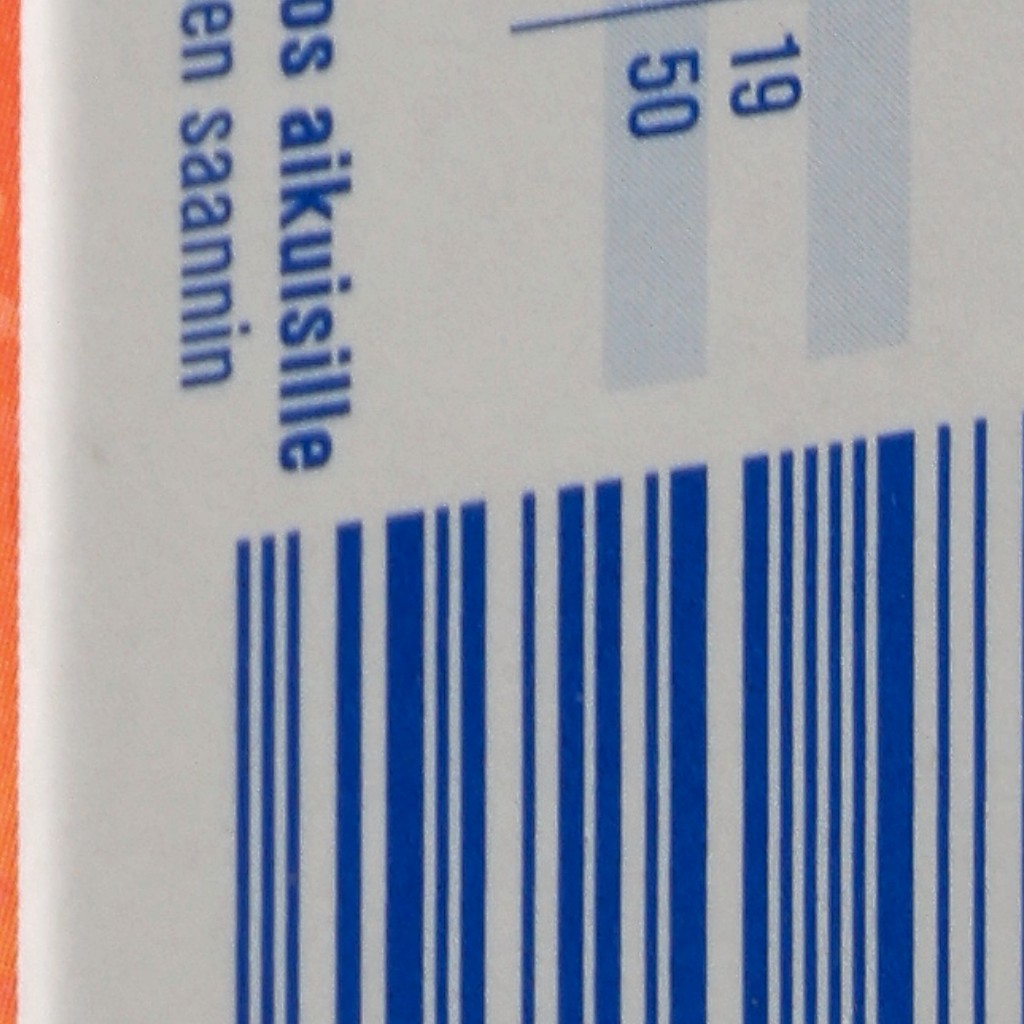 19
50
os aikuisille
en saannin